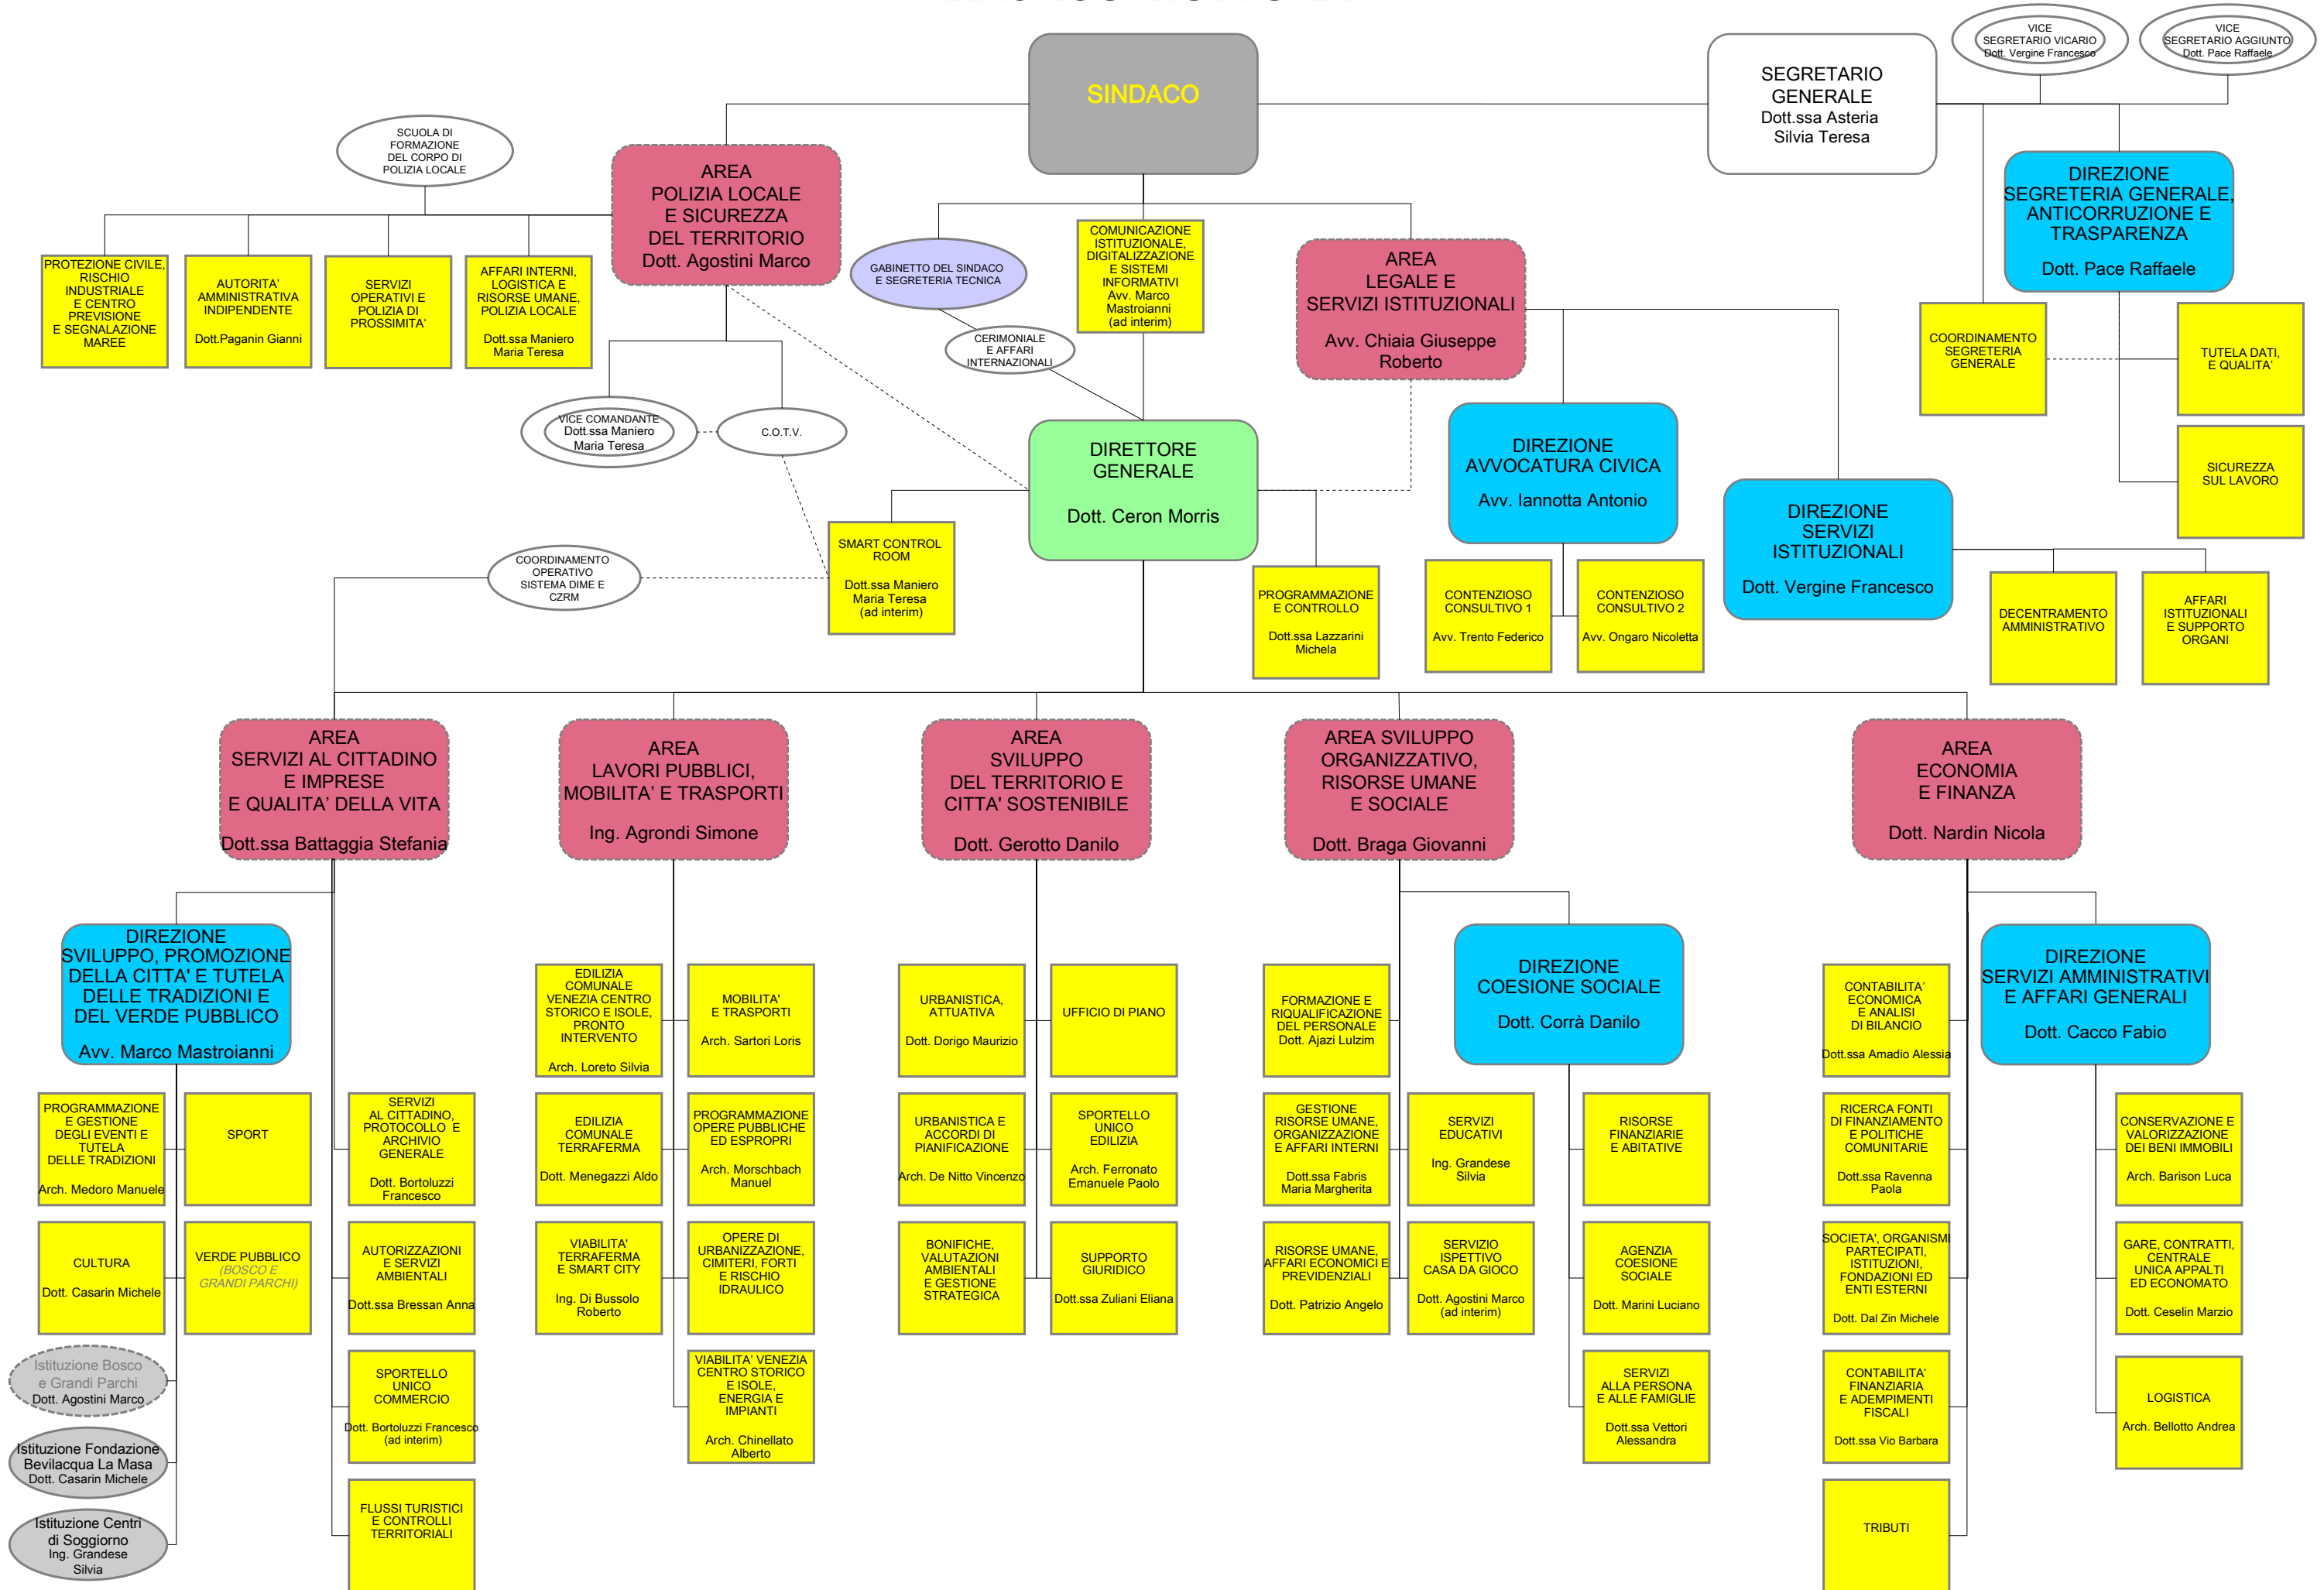 SINDACO
SEGRETARIO
GENERALE
Dott.ssa Asteria
Silvia Teresa
VICE
SEGRETARIO VICARIO
Dott. Vergine Francesco
VICE
SEGRETARIO AGGIUNTO
Dott. Pace Raffaele
SCUOLA DI
FORMAZIONE
DEL CORPO DI
POLIZIA LOCALE
AREA
POLIZIA LOCALE
E SICUREZZA
DEL TERRITORIO
Dott. Agostini Marco
DIREZIONE
SEGRETERIA GENERALE,
ANTICORRUZIONE E
TRASPARENZA
Dott. Pace Raffaele
PROTEZIONE CIVILE,
RISCHIO
INDUSTRIALE
E CENTRO
PREVISIONE
E SEGNALAZIONE
MAREE
AUTORITA'
AMMINISTRATIVA
INDIPENDENTE
Dott.Paganin Gianni
SERVIZI
OPERATIVI E
POLIZIA DI
PROSSIMITA'
AFFARI INTERNI,
LOGISTICA E
RISORSE UMANE,
POLIZIA LOCALE
Dott.ssa Maniero
Maria Teresa
GABINETTO DEL SINDACO
E SEGRETERIA TECNICA
COMUNICAZIONE
ISTITUZIONALE,
DIGITALIZZAZIONE
E SISTEMI
INFORMATIVI
Avv. Marco
Mastroianni
(ad interim)
AREA
LEGALE E
SERVIZI ISTITUZIONALI
Avv. Chiaia Giuseppe
Roberto
CERIMONIALE
E AFFARI
INTERNAZIONALI
COORDINAMENTO
SEGRETERIA
GENERALE
TUTELA DATI,
E QUALITA'
SICUREZZA
SUL LAVORO
VICE COMANDANTE
Dott.ssa Maniero
Maria Teresa
C.O.T.V.
DIRETTORE
GENERALE
Dott. Ceron Morris
DIREZIONE
AVVOCATURA CIVICA
Avv. Iannotta Antonio
DIREZIONE
SERVIZI
ISTITUZIONALI
Dott. Vergine Francesco
COORDINAMENTO
OPERATIVO
SISTEMA DIME E
CZRM
SMART CONTROL
ROOM
Dott.ssa Maniero
Maria Teresa
(ad interim)
PROGRAMMAZIONE
E CONTROLLO
Dott.ssa Lazzarini
Michela
CONTENZIOSO
CONSULTIVO 1
Avv. Trento Federico
CONTENZIOSO
CONSULTIVO 2
Avv. Ongaro Nicoletta
DECENTRAMENTO
AMMINISTRATIVO
AFFARI
ISTITUZIONALI
E SUPPORTO
ORGANI
AREA
SERVIZI AL CITTADINO
E IMPRESE
E QUALITA' DELLA VITA
Dott.ssa Battaggia Stefania
AREA
LAVORI PUBBLICI,
MOBILITA' E TRASPORTI
Ing. Agrondi Simone
AREA
SVILUPPO
DEL TERRITORIO E
CITTA' SOSTENIBILE
Dott. Gerotto Danilo
AREA SVILUPPO
ORGANIZZATIVO,
RISORSE UMANE
E SOCIALE
Dott. Braga Giovanni
AREA
ECONOMIA
E FINANZA
Dott. Nardin Nicola
DIREZIONE
SVILUPPO, PROMOZIONE
DELLA CITTA' E TUTELA
DELLE TRADIZIONI E
DEL VERDE PUBBLICO
Avv. Marco Mastroianni
EDILIZIA
COMUNALE
VENEZIA CENTRO
STORICO E ISOLE,
PRONTO
INTERVENTO
Arch. Loreto Silvia
MOBILITA'
E TRASPORTI
Arch. Sartori Loris
URBANISTICA,
ATTUATIVA
Dott. Dorigo Maurizio
UFFICIO DI PIANO
FORMAZIONE E
RIQUALIFICAZIONE
DEL PERSONALE
Dott. Ajazi Lulzim
DIREZIONE
COESIONE SOCIALE
Dott. Corrà Danilo
CONTABILITA'
ECONOMICA
E ANALISI
DI BILANCIO
Dott.ssa Amadio Alessia
DIREZIONE
SERVIZI AMMINISTRATIVI
E AFFARI GENERALI
Dott. Cacco Fabio
PROGRAMMAZIONE
E GESTIONE
DEGLI EVENTI E
TUTELA
DELLE TRADIZIONI
Arch. Medoro Manuele
SPORT
SERVIZI
AL CITTADINO,
PROTOCOLLO E
ARCHIVIO
GENERALE
Dott. Bortoluzzi
Francesco
EDILIZIA
COMUNALE
TERRAFERMA
Dott. Menegazzi Aldo
PROGRAMMAZIONE
OPERE PUBBLICHE
ED ESPROPRI
Arch. Morschbach
Manuel
URBANISTICA E
ACCORDI DI
PIANIFICAZIONE
Arch. De Nitto Vincenzo
SPORTELLO
UNICO
EDILIZIA
Arch. Ferronato
Emanuele Paolo
GESTIONE
RISORSE UMANE,
ORGANIZZAZIONE
E AFFARI INTERNI
Dott.ssa Fabris
Maria Margherita
SERVIZI
EDUCATIVI
Ing. Grandese
Silvia
RISORSE
FINANZIARIE
E ABITATIVE
RICERCA FONTI
DI FINANZIAMENTO
E POLITICHE
COMUNITARIE
Dott.ssa Ravenna
Paola
CONSERVAZIONE E
VALORIZZAZIONE
DEI BENI IMMOBILI
Arch. Barison Luca
CULTURA
Dott. Casarin Michele
VERDE PUBBLICO
(BOSCO E
GRANDI PARCHI)
AUTORIZZAZIONI
E SERVIZI
AMBIENTALI
Dott.ssa Bressan Anna
VIABILITA'
TERRAFERMA
E SMART CITY
Ing. Di Bussolo
Roberto
OPERE DI
URBANIZZAZIONE,
CIMITERI, FORTI
E RISCHIO
IDRAULICO
BONIFICHE,
VALUTAZIONI
AMBIENTALI
E GESTIONE
STRATEGICA
SUPPORTO
GIURIDICO
Dott.ssa Zuliani Eliana
RISORSE UMANE,
AFFARI ECONOMICI E
PREVIDENZIALI
Dott. Patrizio Angelo
SERVIZIO
ISPETTIVO
CASA DA GIOCO
Dott. Agostini Marco
(ad interim)
AGENZIA
COESIONE
SOCIALE
Dott. Marini Luciano
SOCIETA', ORGANISMI
PARTECIPATI,
ISTITUZIONI,
FONDAZIONI ED
ENTI ESTERNI
Dott. Dal Zin Michele
GARE, CONTRATTI,
CENTRALE
UNICA APPALTI
ED ECONOMATO
Dott. Ceselin Marzio
Istituzione Bosco
e Grandi Parchi
Dott. Agostini Marco
SPORTELLO
UNICO
COMMERCIO
Dott. Bortoluzzi Francesco
(ad interim)
VIABILITA' VENEZIA
CENTRO STORICO
E ISOLE,
ENERGIA E
IMPIANTI
Arch. Chinellato
Alberto
SERVIZI
ALLA PERSONA
E ALLE FAMIGLIE
Dott.ssa Vettori
Alessandra
CONTABILITA'
FINANZIARIA
E ADEMPIMENTI
FISCALI
Dott.ssa Vio Barbara
LOGISTICA
Arch. Bellotto Andrea
Istituzione Fondazione
Bevilacqua La Masa
Dott. Casarin Michele
Istituzione Centri
di Soggiorno
Ing. Grandese
Silvia
FLUSSI TURISTICI
E CONTROLLI
TERRITORIALI
TRIBUTI